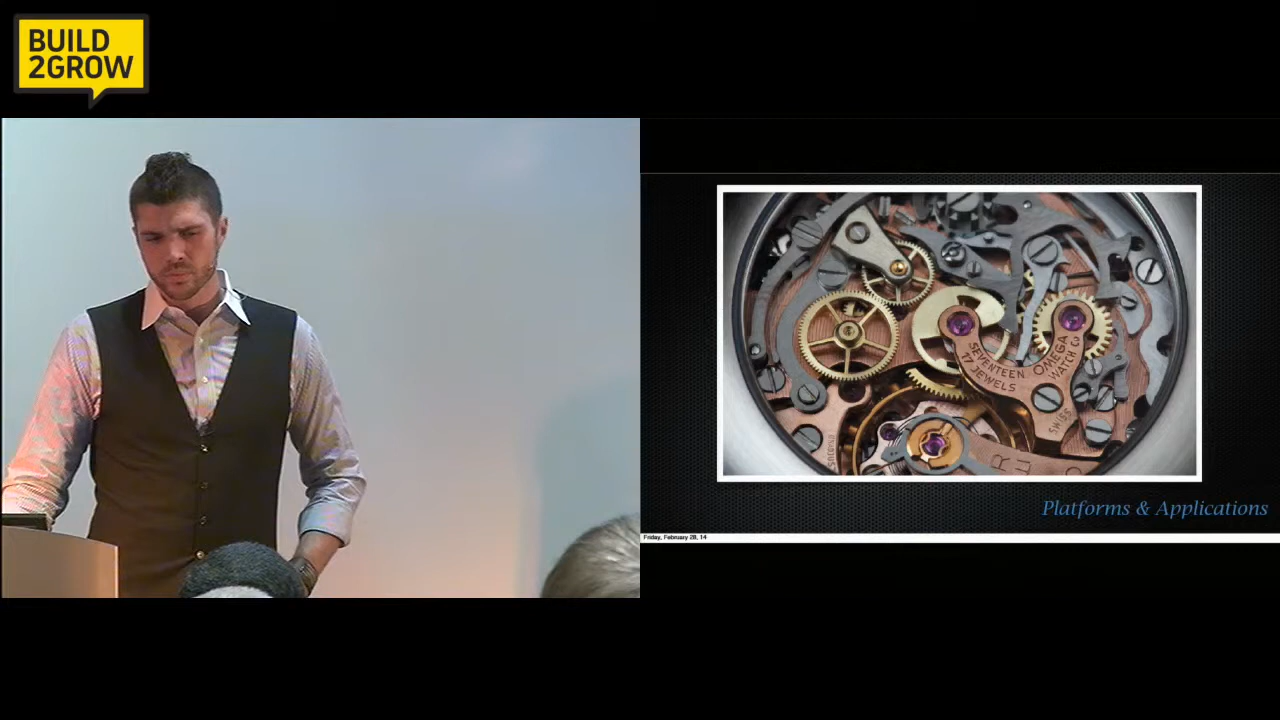 BUILD
2GROW
SEVENTEEN
17 JEWELS
OMEGA
WATCH Co
SWISS
Platforms & Applications
Friday, February 28, 14